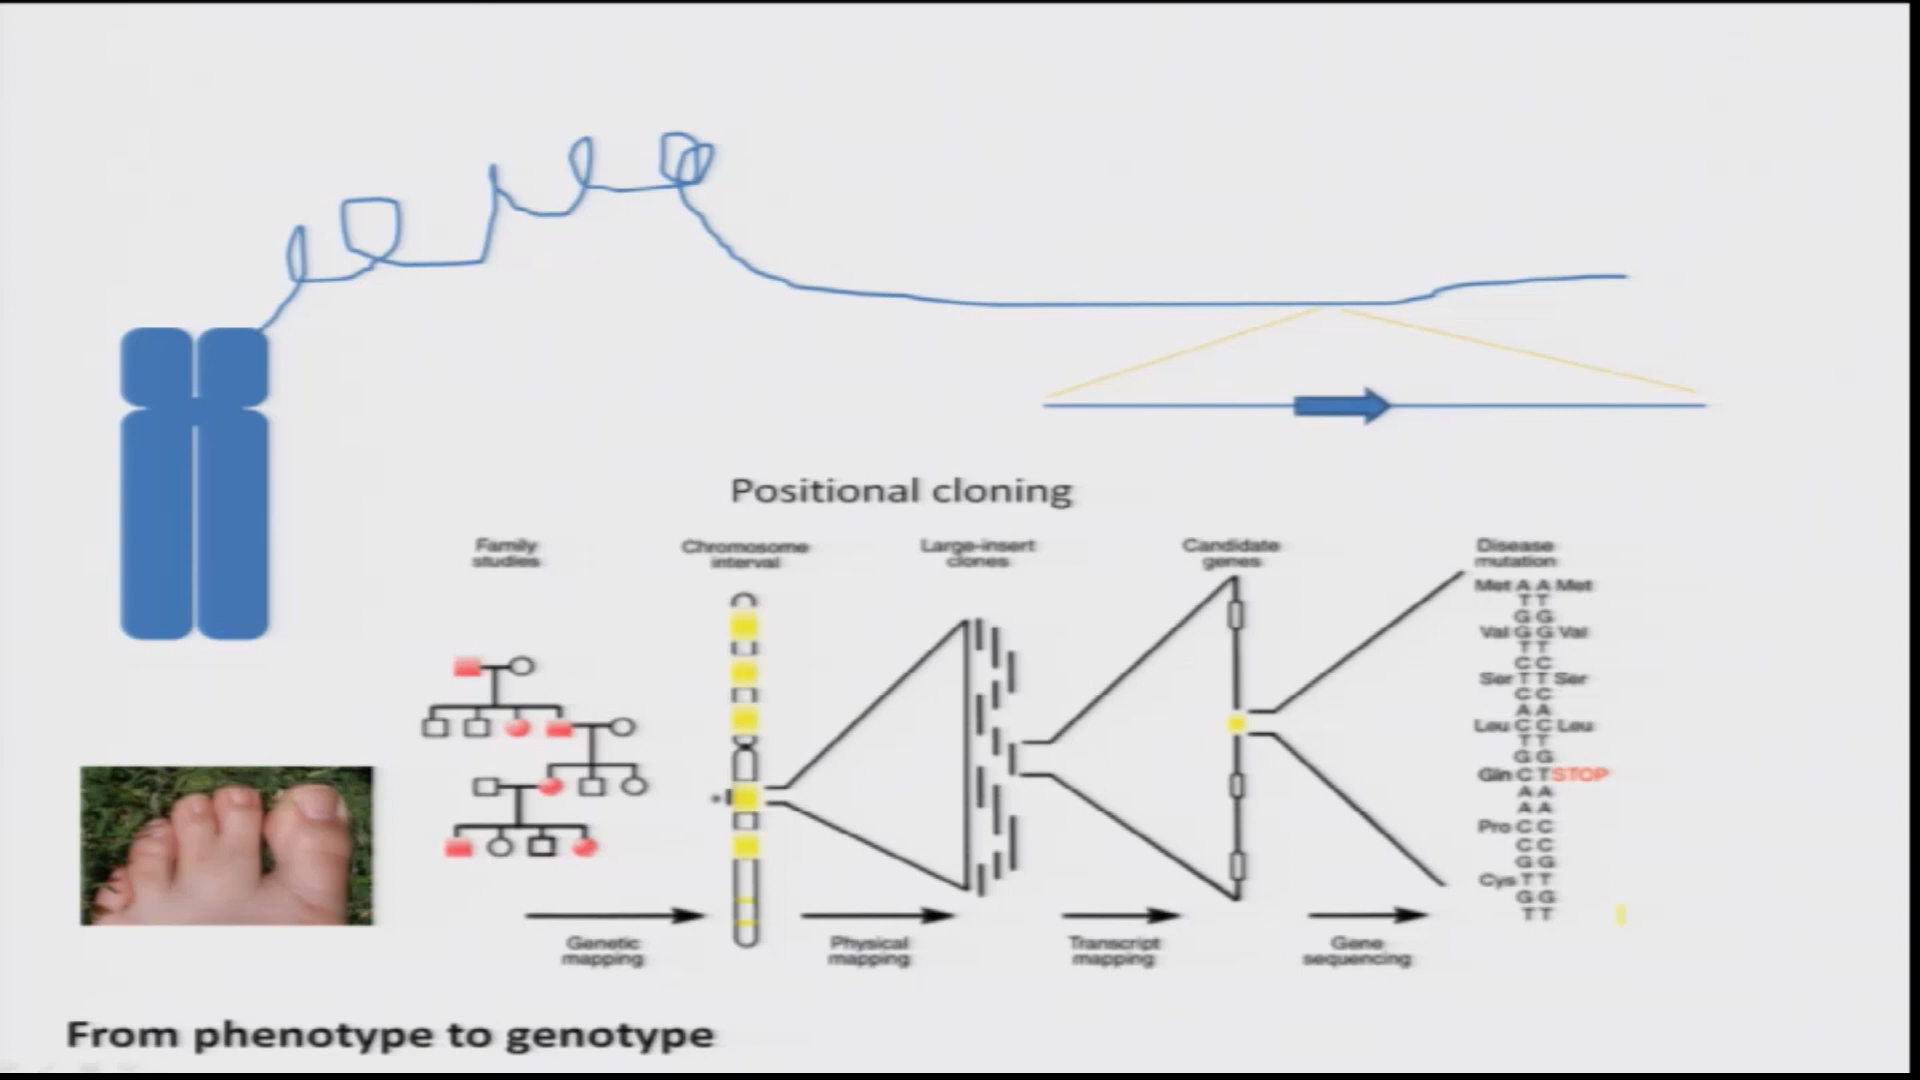 Positional cloning
Family
studies
Chromosome
interval
Large-insert
clones
Candidate
genes
Disease
mutation
Met A A Met
T T
G G
Val G G Val
T T
C C
Ser T T Ser
C C
A A
Leu C C Leu
T T
G G
Gln C T STOP
A A
A A
Pro C C
C C
G G
Cys T T
G G
T T
Genetic
mapping
Physical
mapping
Transcript
mapping
Gene
sequencing
From phenotype to genotype